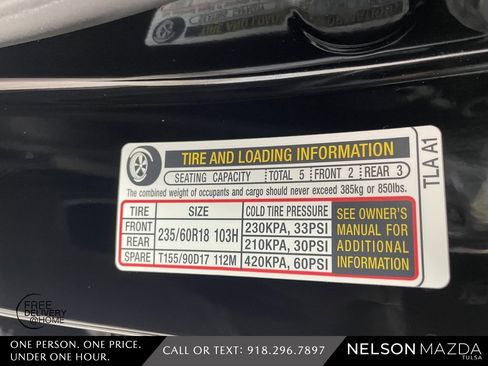 TIRE AND LOADING INFORMATION
SEATING CAPACITY TOTAL 5 FRONT 2 REAR 3
The combined weight of occupants and cargo should never exceed 385kg or 850lbs.
TIRE SIZE COLD TIRE PRESSURE
FRONT 235/60R18 103H 230KPA, 33PSI
REAR 210KPA, 30PSI
SPARE T155/90D17 112M 420KPA, 60PSI
SEE OWNER'S
MANUAL FOR
ADDITIONAL
INFORMATION
TLA A1
FREE
DELIVERY
@HOME
ONE PERSON. ONE PRICE.
UNDER ONE HOUR.
CALL OR TEXT: 918.296.7897
NELSON MAZDA
TULSA